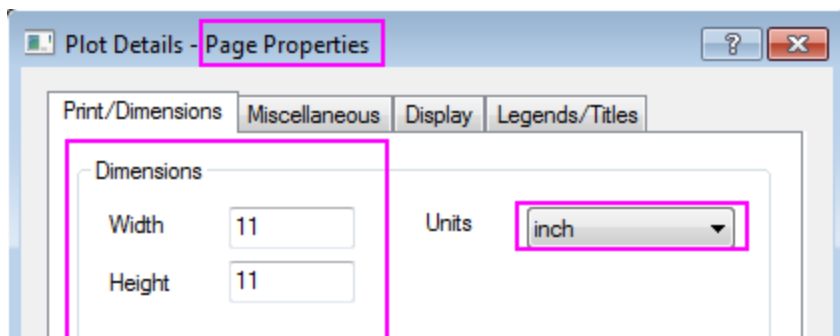 Plot Details - Page Properties
Print/Dimensions Miscellaneous Display Legends/Titles
Dimensions
Width 11 Units inch
Height 11